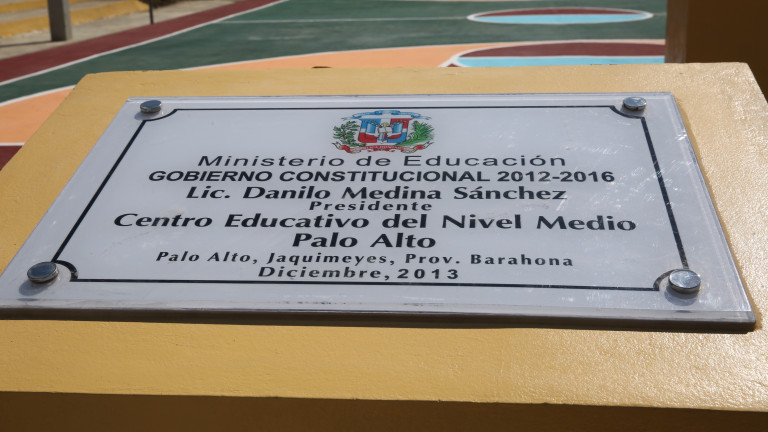 Ministerio de Educación
GOBIERNO CONSTITUCIONAL 2012-2016
Lic. Danilo Medina Sánchez
Presidente
Centro Educativo del Nivel Medio
Palo Alto
Palo Alto, Jaquimeyes, Prov. Barahona
Diciembre, 2013